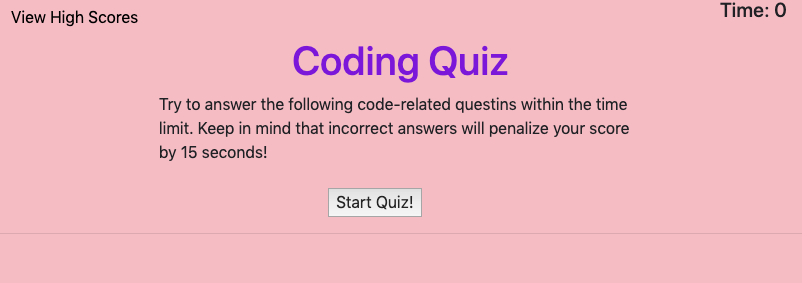 View High Scores
Time: 0
Coding Quiz
Try to answer the following code-related questins within the time
limit. Keep in mind that incorrect answers will penalize your score
by 15 seconds!
Start Quiz!